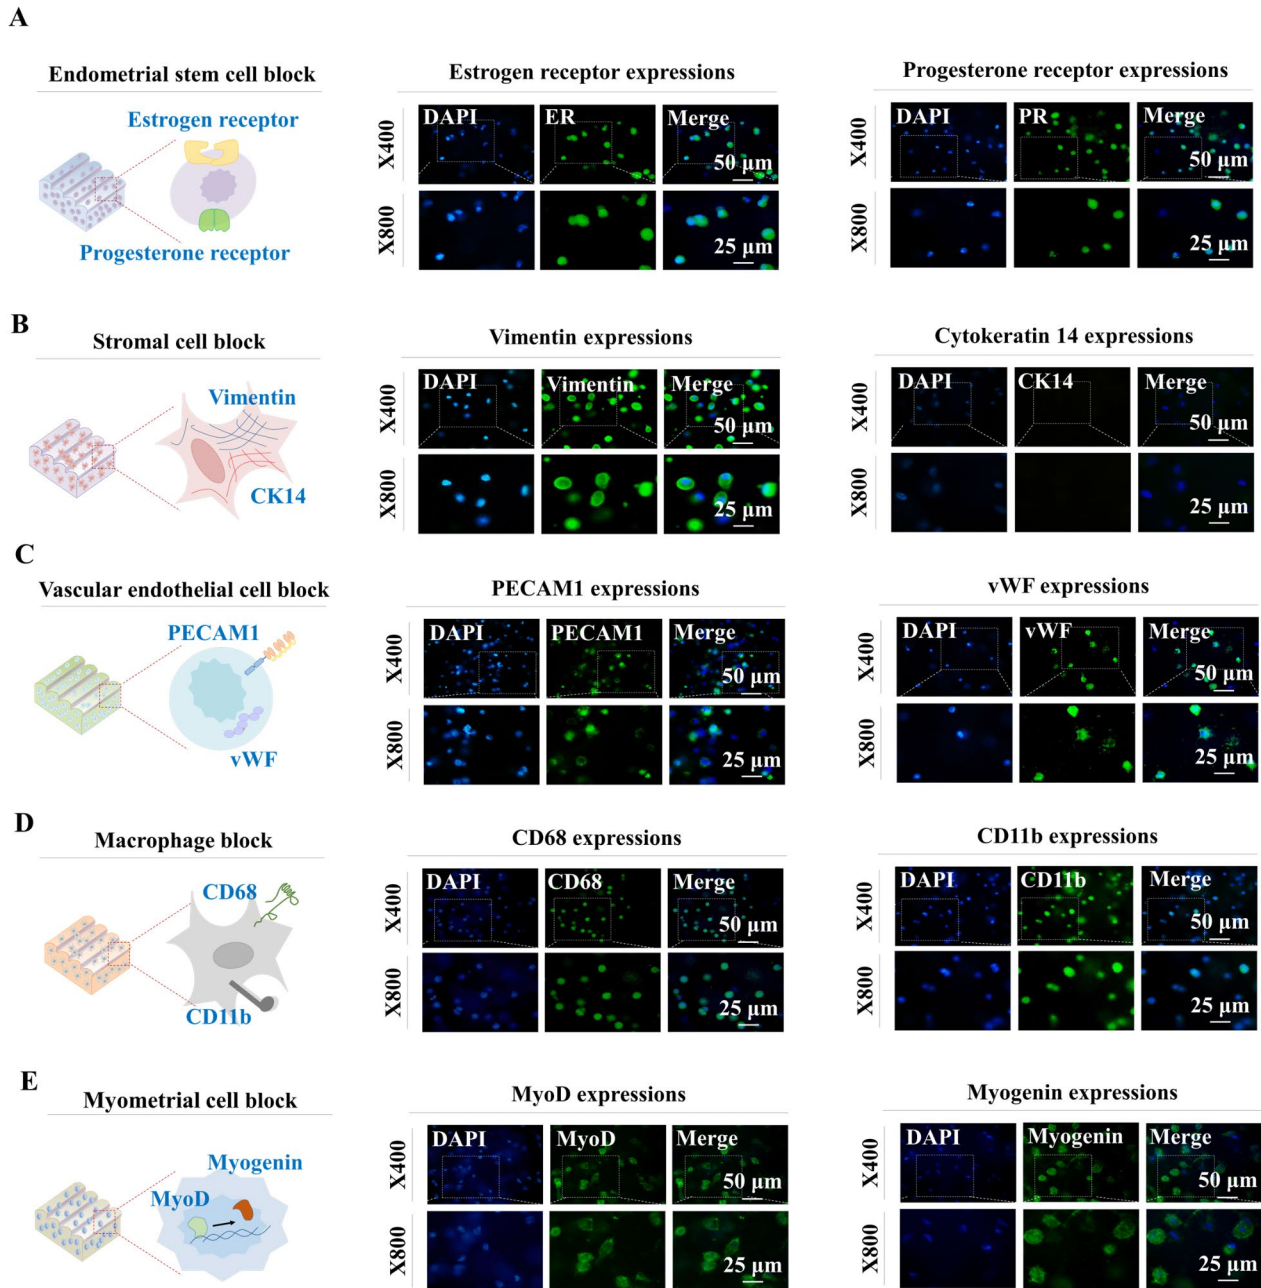 A
Endometrial stem cell block
Estrogen receptor
Progesterone receptor
Estrogen receptor expressions
X400
DAPI
ER
Merge
50 µm
X800
25 µm
Progesterone receptor expressions
X400
DAPI
PR
Merge
50 µm
X800
25 µm
B
Stromal cell block
Vimentin
CK14
Vimentin expressions
X400
DAPI
Vimentin
Merge
50 µm
X800
25 µm
Cytokeratin 14 expressions
X400
DAPI
CK14
Merge
50 µm
X800
25 µm
C
Vascular endothelial cell block
PECAM1
vWF
PECAM1 expressions
X400
DAPI
PECAM1
Merge
50 µm
X800
25 µm
vWF expressions
X400
DAPI
vWF
Merge
50 µm
X800
25 µm
D
Macrophage block
CD68
CD11b
CD68 expressions
X400
DAPI
CD68
Merge
50 µm
X800
25 µm
CD11b expressions
X400
DAPI
CD11b
Merge
50 µm
X800
25 µm
E
Myometrial cell block
Myogenin
MyoD
MyoD expressions
X400
DAPI
MyoD
Merge
50 µm
X800
25 µm
Myogenin expressions
X400
DAPI
Myogenin
Merge
50 µm
X800
25 µm